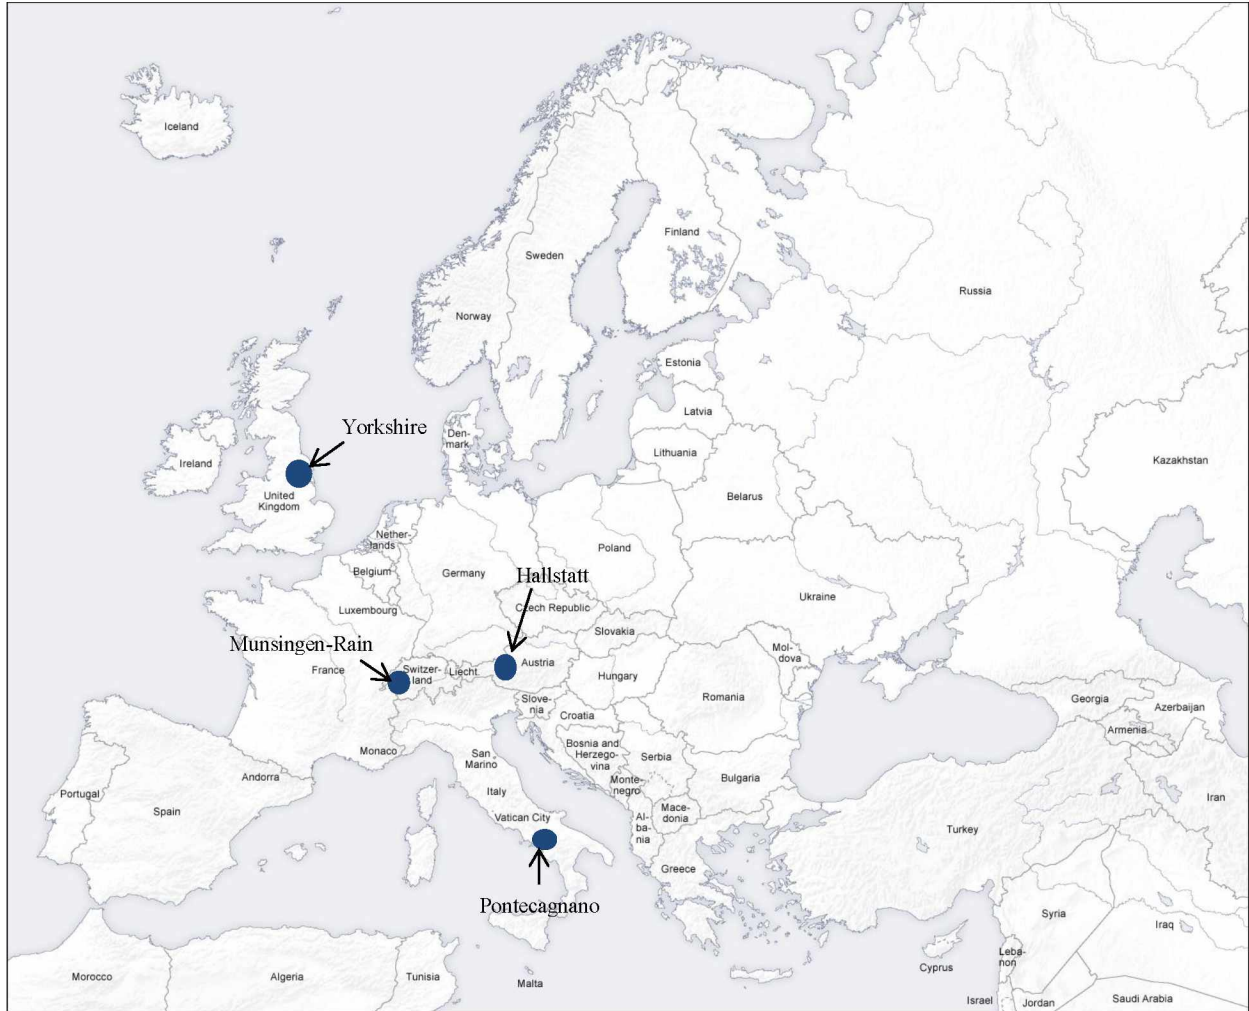 Iceland
Finland
Sweden
Russia
Norway
Estonia
Latvia
Yorkshire
Den-
mark
Lithuania
Ireland
Kazakhstan
United
Kingdom
Belarus
Nether-
lands
Poland
Belgium
Germany
Hallstatt
Ukraine
Luxembourg
Czech Republic
Slovakia
Munsingen-Rain
France
Switzer-
land
Liecht.
Austria
Mol-
dova
Hungary
Romania
Slove-
nia
Croatia
Georgia
Azerbaijan
Armenia
Monaco
San
Marino
Bosnia and
Herzego-
vina
Serbia
Andorra
Monte-
negro
Bulgaria
Portugal
Spain
Italy
Iran
Vatican City
Mace-
donia
Al-
ba-
nia
Turkey
Greece
Pontecagnano
Syria
Iraq
Leba-
non
Cyprus
Morocco
Algeria
Tunisia
Malta
Israel
Jordan
Saudi Arabia